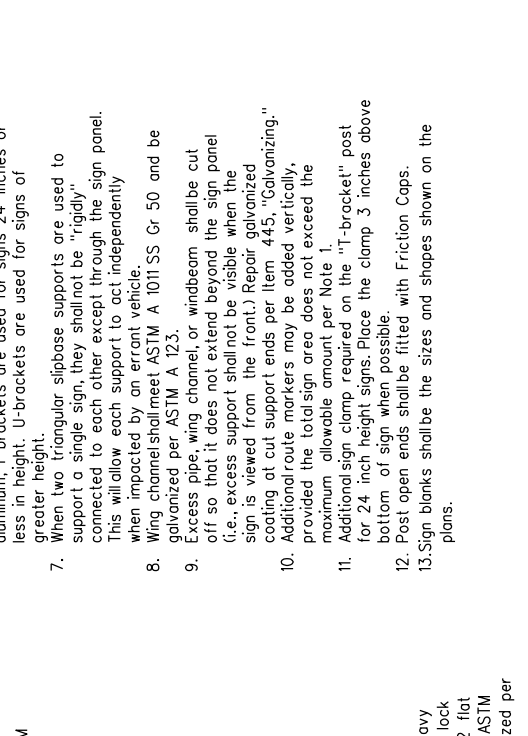 brackets are used for signs 24 inches or
less in height. U-brackets are used for signs of
greater height.
7. When two triangular slipbase supports are used to
support a single sign, they shall not be "rigidly"
connected to each other except through the sign panel.
This will allow each support to act independently
when impacted by an errant vehicle.
8. Wing channel shall meet ASTM A 1011 SS Gr 50 and be
galvanized per ASTM A 123.
9. Excess pipe, wing channel, or windbeam shall be cut
off so that it does not extend beyond the sign panel
(i.e., excess support shall not be visible when the
sign is viewed from the front.) Repair galvanized
coating at cut support ends per Item 445, "Galvanizing."
10. Additional route markers may be added vertically,
provided the total sign area does not exceed the
maximum allowable amount per Note 1.
11. Additional sign clamp required on the "T-bracket" post
for 24 inch height signs. Place the clamp 3 inches above
bottom of sign when possible.
12. Post open ends shall be fitted with Friction Caps.
13. Sign blanks shall be the sizes and shapes shown on the
plans.
M
avy
lock
flat
ASTM
zed per